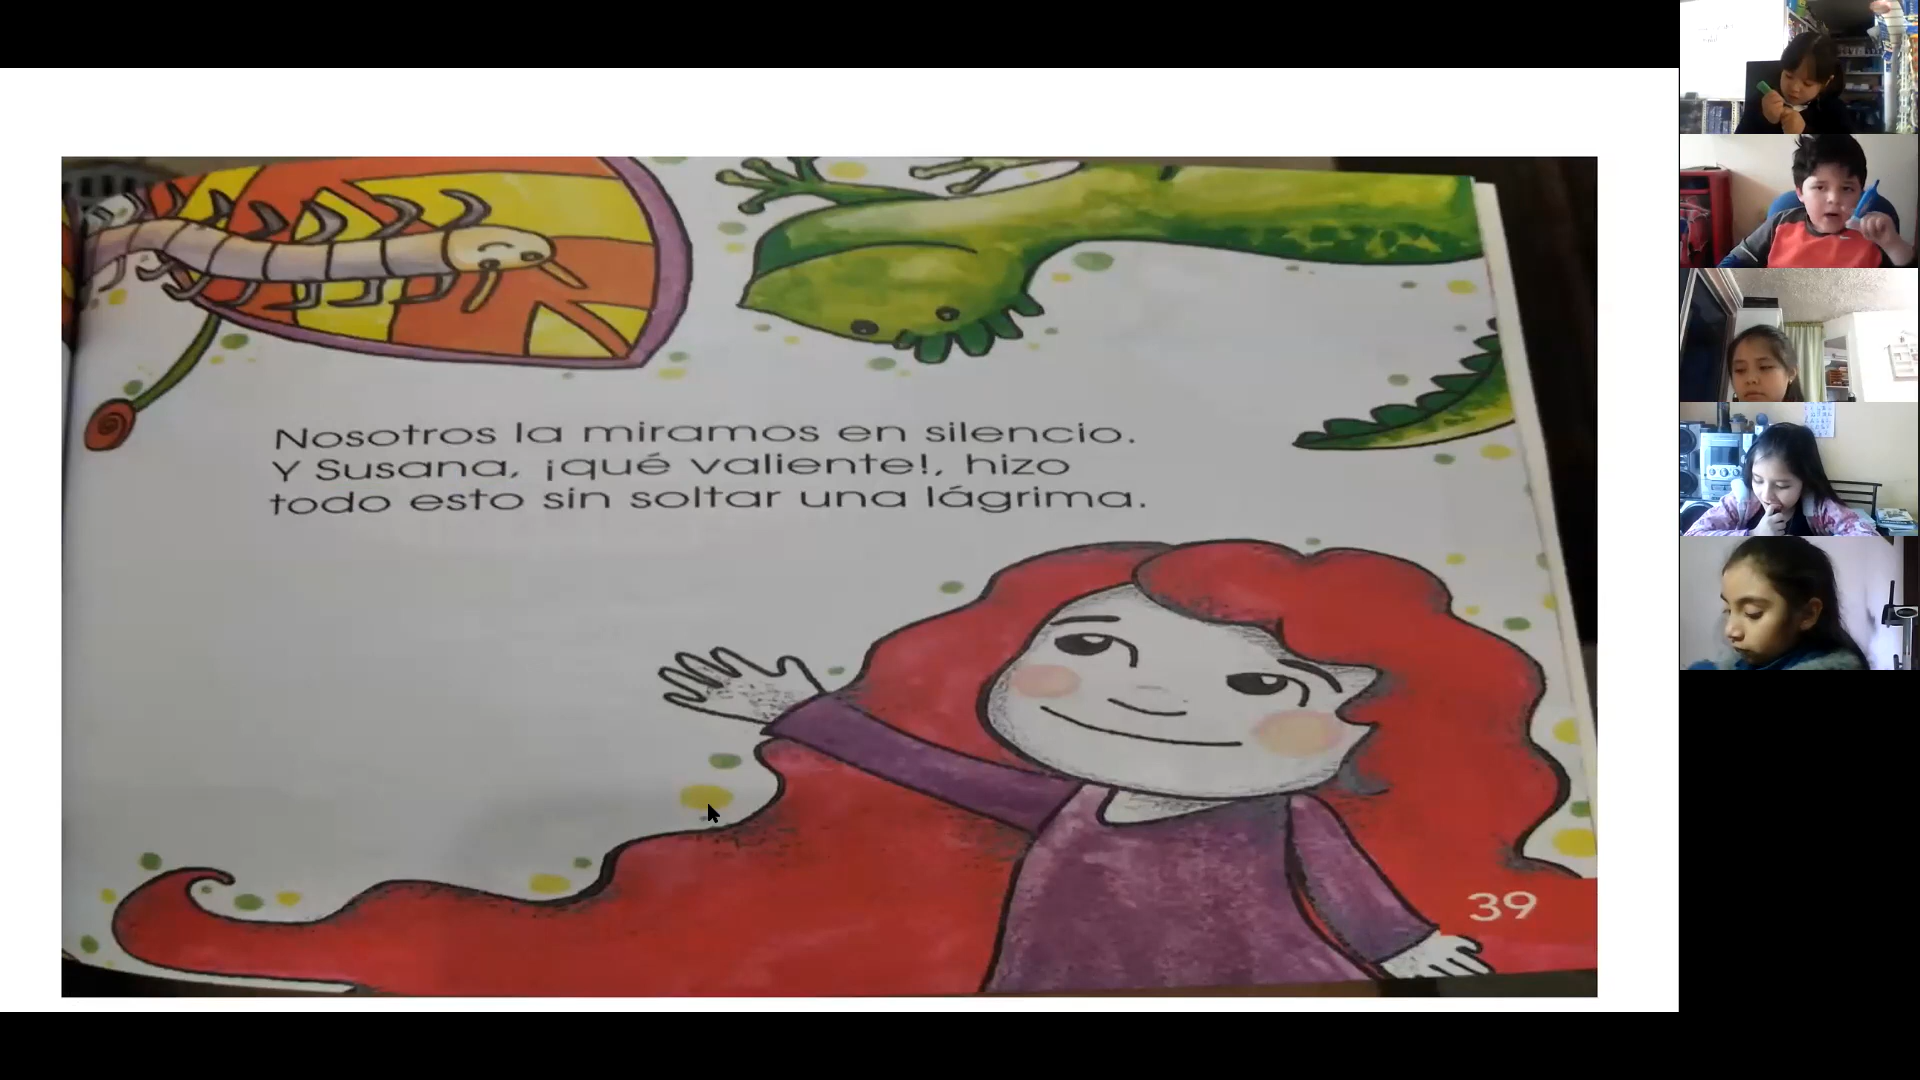 Nosotros la miramos en silencio.
Y Susana, ¡qué valiente!, hizo
todo esto sin soltar una lágrima.
39